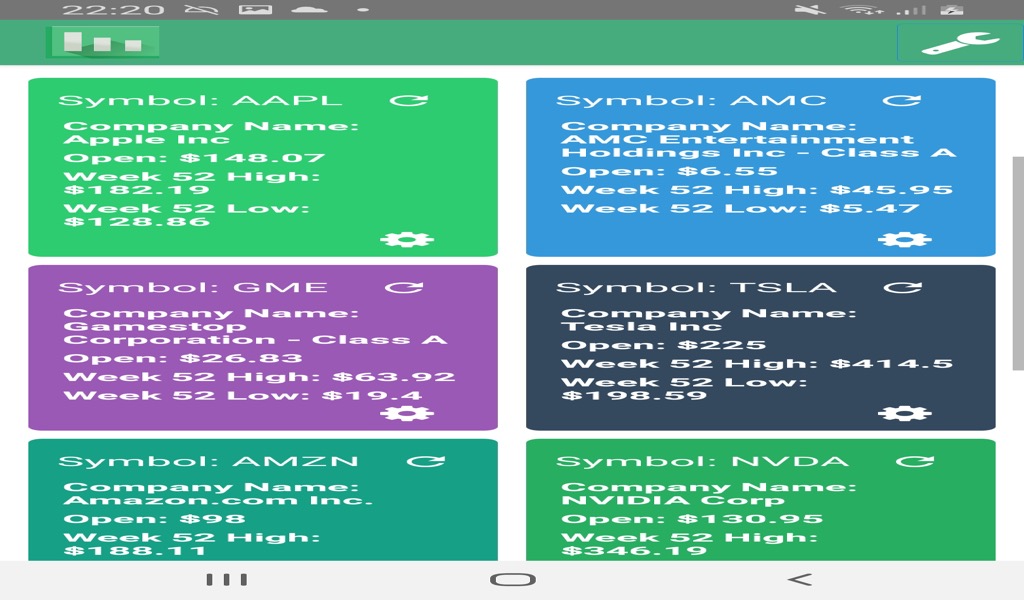 22:20
Symbol: AAPL
Company Name:
Apple Inc
Open: $148.07
Week 52 High:
$182.19
Week 52 Low:
$128.86
Symbol: AMC
Company Name:
AMC Entertainment
Holdings Inc - Class A
Open: $6.55
Week 52 High: $45.95
Week 52 Low: $5.47
Symbol: GME
Company Name:
Gamestop
Corporation - Class A
Open: $26.83
Week 52 High: $63.92
Week 52 Low: $19.4
Symbol: TSLA
Company Name:
Tesla Inc
Open: $225
Week 52 High: $414.5
Week 52 Low:
$198.59
Symbol: AMZN
Company Name:
Amazon.com Inc.
Open: $98
Week 52 High:
$188.11
Symbol: NVDA
Company Name:
NVIDIA Corp
Open: $130.95
Week 52 High:
$346.19